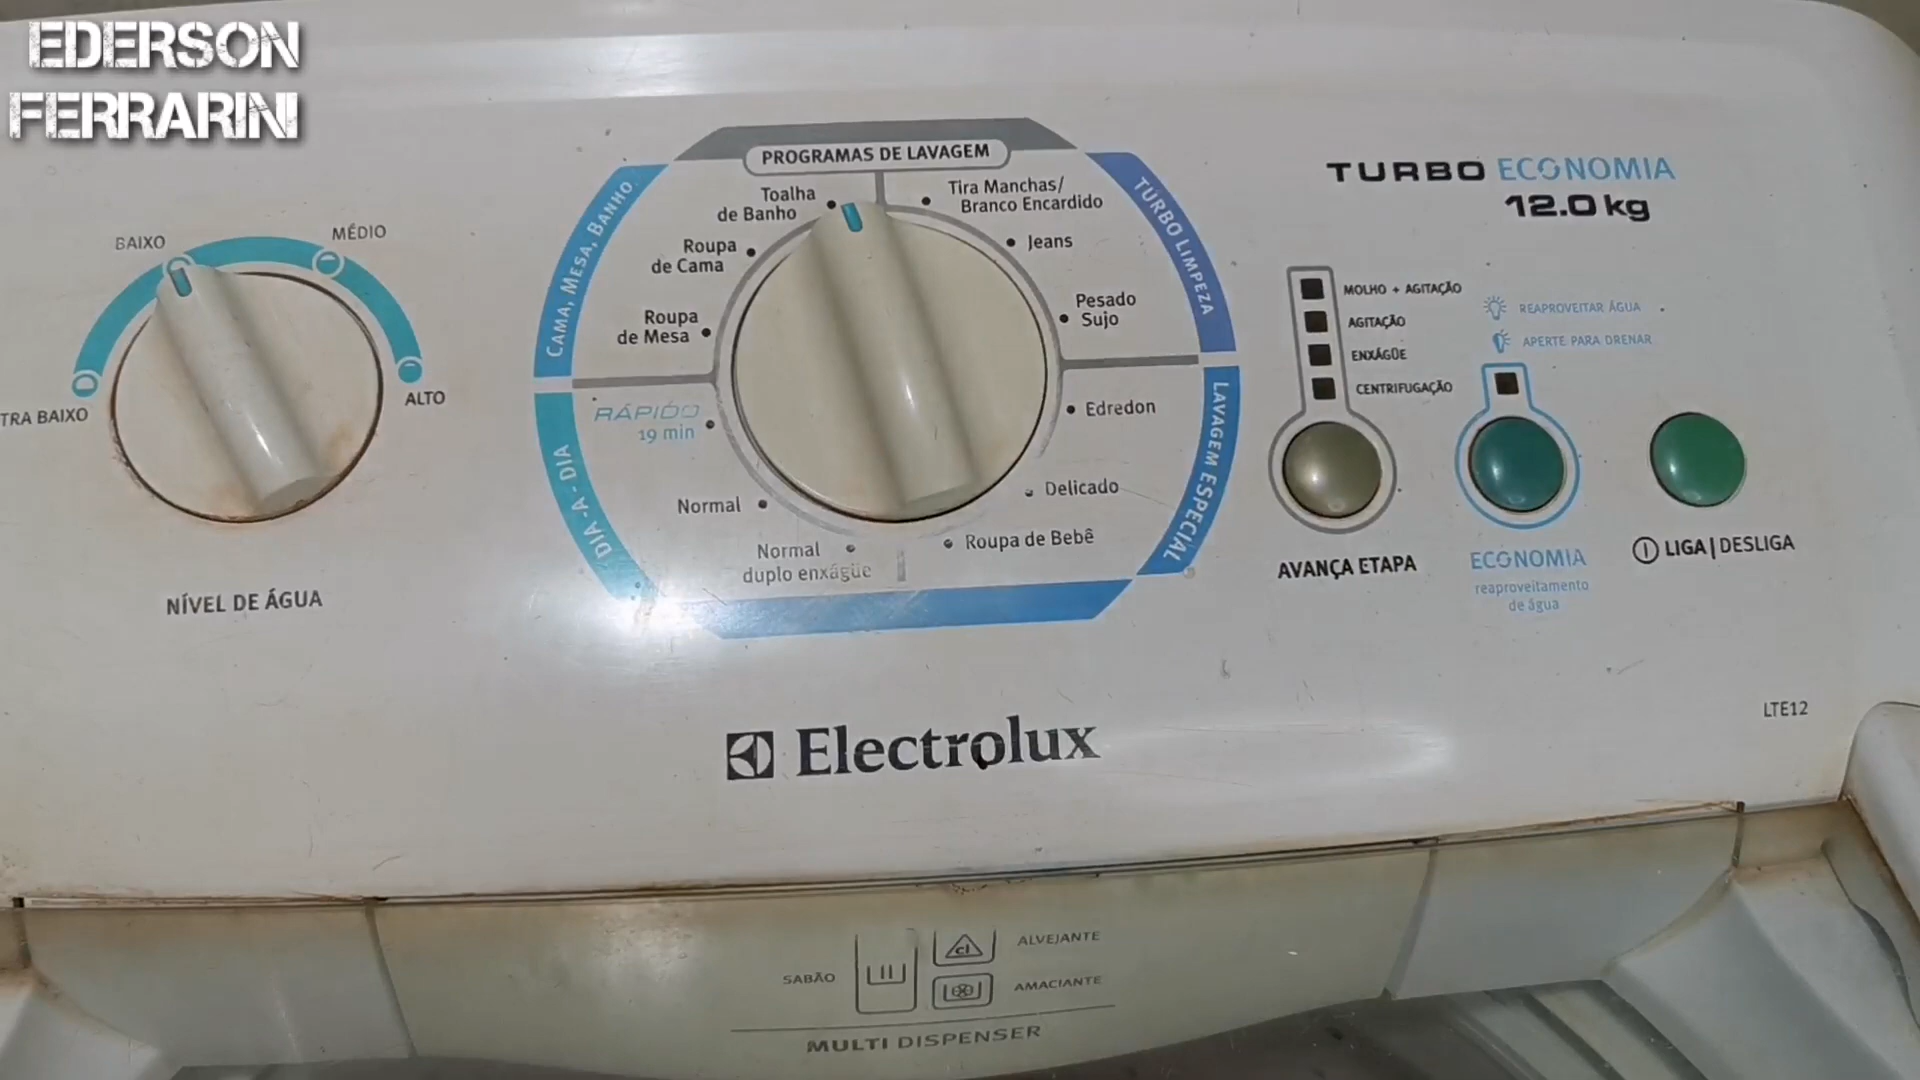 EDERSON
FERRARINI
PROGRAMAS DE LAVAGEM
CAMA, MESA, BANHO
Toalha
de Banho
Roupa
de Cama
Roupa
de Mesa
TURBO LIMPEZA
Tira Manchas/
Branco Encardido
Jeans
Pesado
Sujo
DIA-A-DIA
RÁPIDO
19 min
Normal
Normal
duplo enxágüe
LAVAGEM ESPECIAL
Edredon
Delicado
Roupa de Bebê
BAIXO
MÉDIO
TRA BAIXO
ALTO
NÍVEL DE ÁGUA
TURBO ECONOMIA
12.0 kg
MOLHO + AGITAÇÃO
AGITAÇÃO
ENXÁGÜE
CENTRIFUGAÇÃO
REAPROVEITAR ÁGUA
APERTE PARA DRENAR
AVANÇA ETAPA
ECONOMIA
reaproveitamento
de água
LIGA|DESLIGA
Electrolux
LTE12
SABÃO
cl
ALVEJANTE
AMACIANTE
MULTI DISPENSER